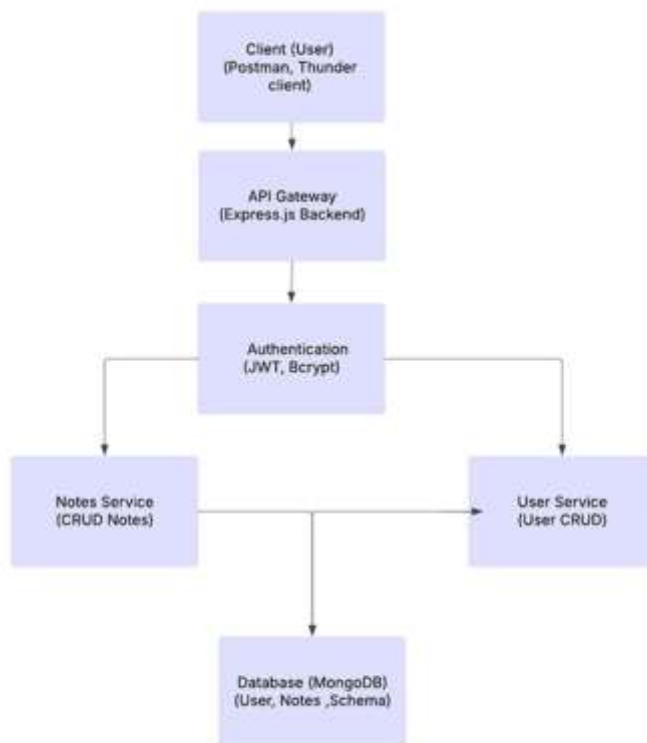 Client (User)
(Postman, Thunder
client)
API Gateway
(Express.js Backend)
Authentication
(JWT, Bcrypt)
Notes Service
(CRUD Notes)
User Service
(User CRUD)
Database (MongoDB)
(User, Notes ,Schema)